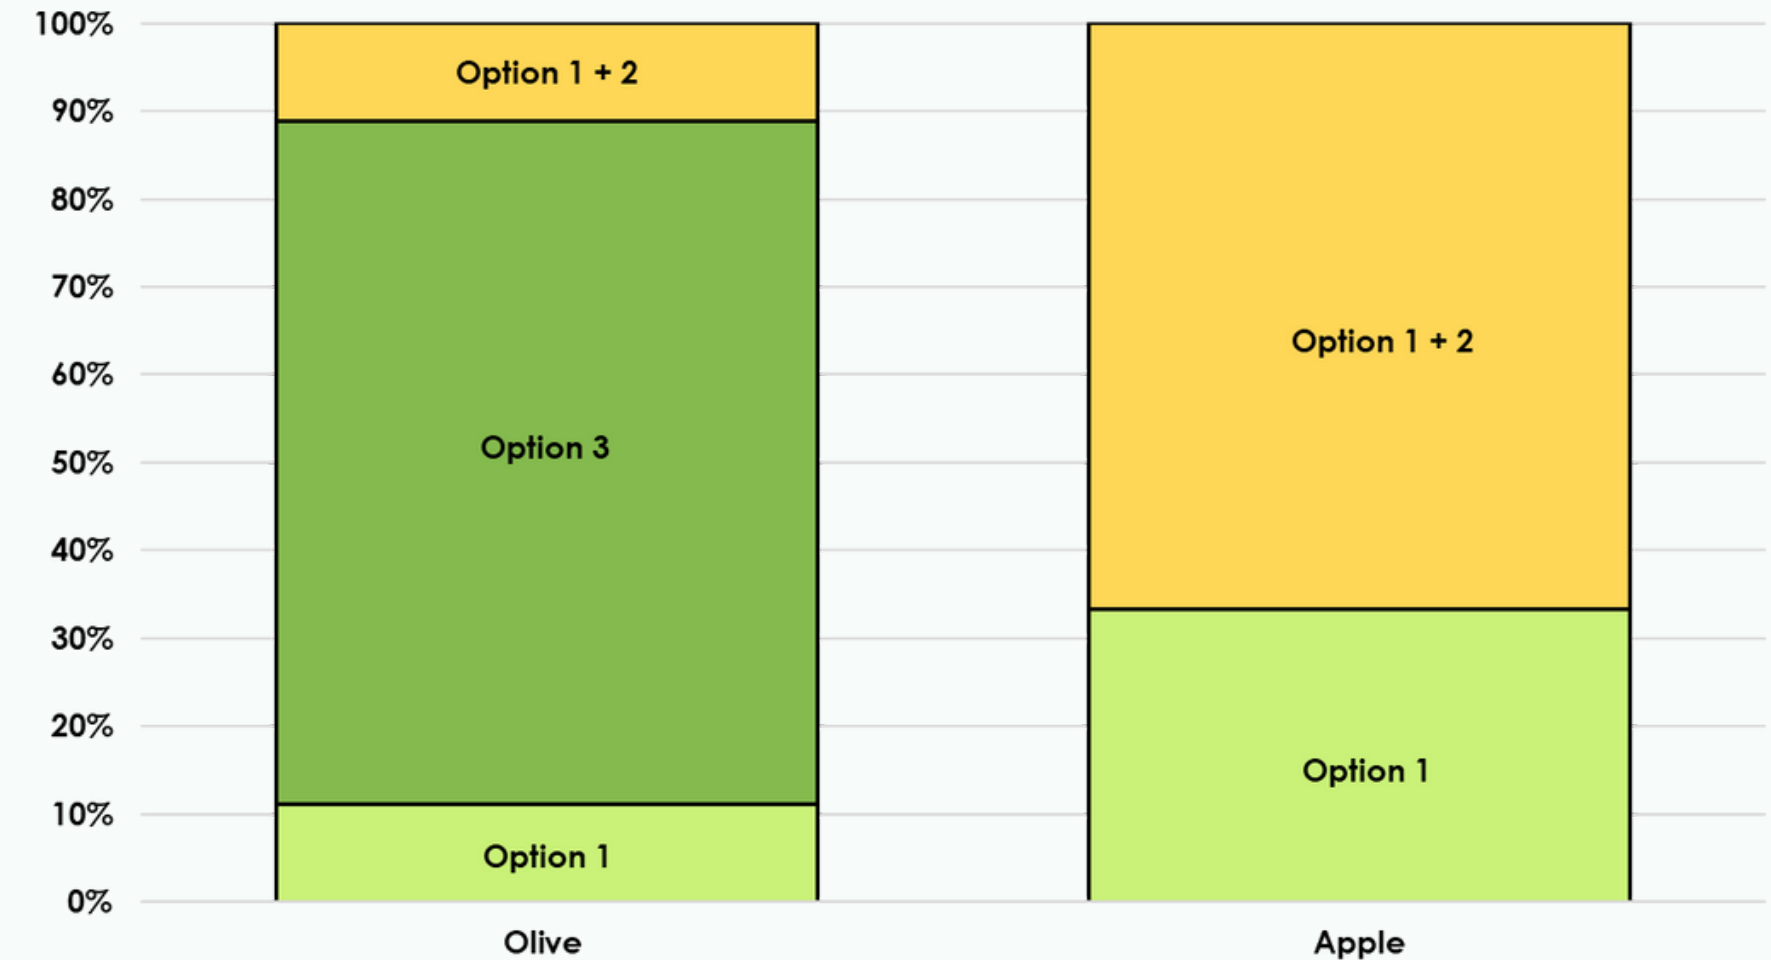 100%
Option 1 + 2
90%
80%
70%
Option 1 + 2
60%
Option 3
50%
40%
30%
20%
Option 1
10%
Option 1
0%
Olive
Apple